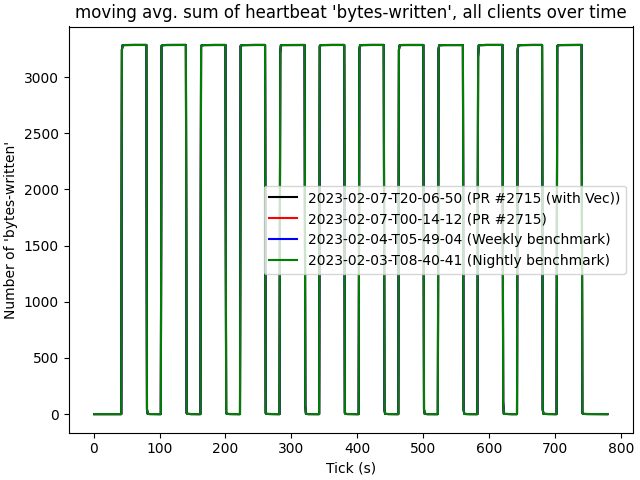 moving avg. sum of heartbeat 'bytes-written', all clients over time
Number of 'bytes-written'
3000
2500
2000
1500
1000
500
0
2023-02-07-T20-06-50 (PR #2715 (with Vec))
2023-02-07-T00-14-12 (PR #2715)
2023-02-04-T05-49-04 (Weekly benchmark)
2023-02-03-T08-40-41 (Nightly benchmark)
0 100 200 300 400 500 600 700 800
Tick (s)